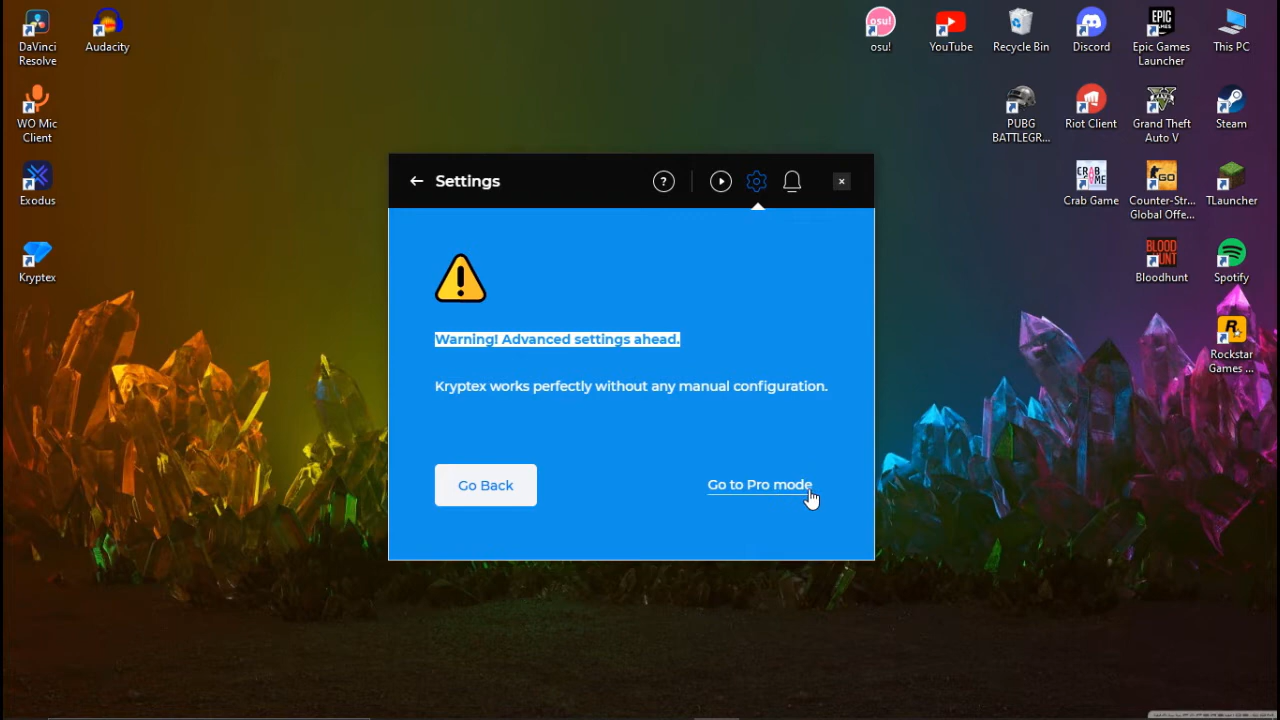 DaVinci
Resolve
Audacity
osu!
osu!
YouTube
Recycle Bin
Discord
EPIC
GAMES
Epic Games
Launcher
This PC
WO Mic
Client
PUBG
BATTLEGR...
Riot Client
Grand Theft
Auto V
Steam
Exodus
CRAB
GAME
Crab Game
GO
Counter-Str...
Global Offe...
TLauncher
Kryptex
BLOOD
HUNT
Bloodhunt
Spotify
R
Rockstar
Games ...
← Settings
?
×
Warning! Advanced settings ahead.
Kryptex works perfectly without any manual configuration.
Go Back
Go to Pro mode